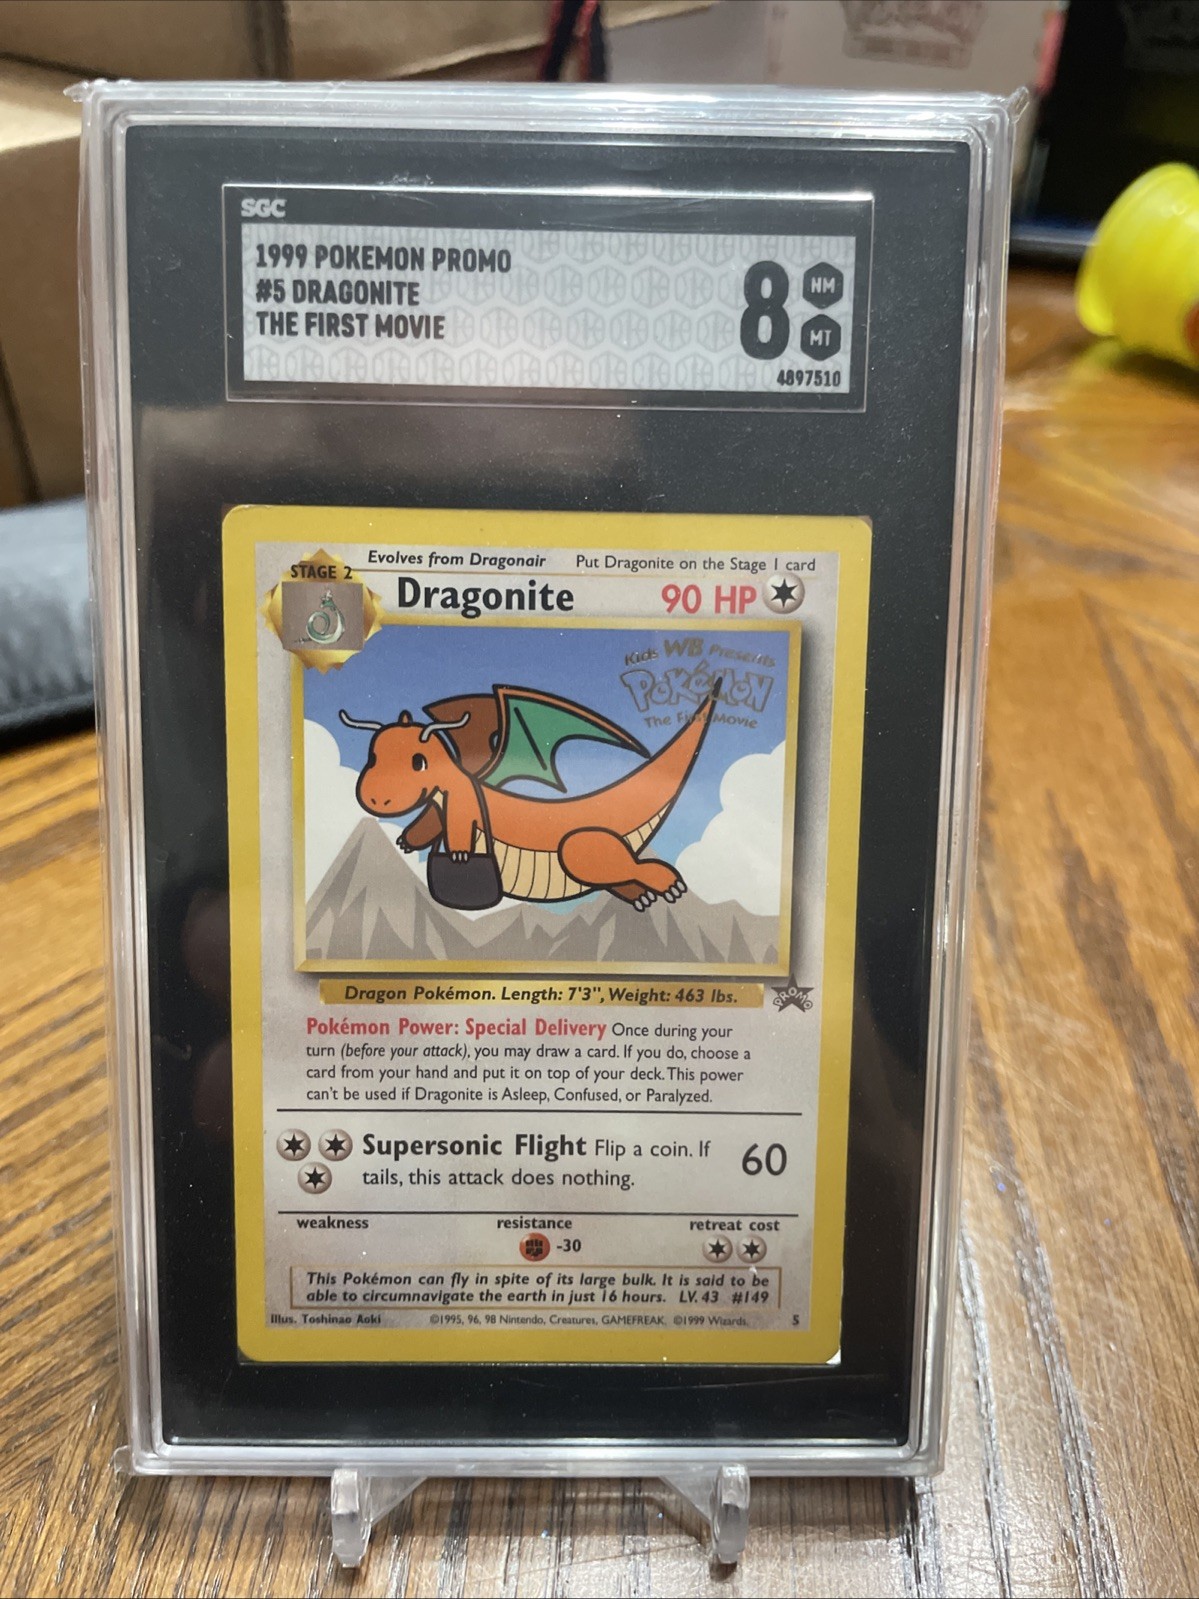 SGC
1999 POKEMON PROMO
#5 DRAGONITE
THE FIRST MOVIE
8
NM
MT
4897510
Evolves from Dragonair Put Dragonite on the Stage 1 card
STAGE 2
Dragonite 90 HP
Kids WB Presents
POKéMON
The First Movie
Dragon Pokémon. Length: 7'3", Weight: 463 lbs.
PROMO
Pokémon Power: Special Delivery Once during your
turn (before your attack), you may draw a card. If you do, choose a
card from your hand and put it on top of your deck. This power
can't be used if Dragonite is Asleep, Confused, or Paralyzed.
Supersonic Flight Flip a coin. If
tails, this attack does nothing.
60
weakness resistance retreat cost
-30
This Pokémon can fly in spite of its large bulk. It is said to be
able to circumnavigate the earth in just 16 hours. LV. 43 #149
Illus. Toshinao Aoki ©1995, 96, 98 Nintendo, Creatures, GAMEFREAK. ©1999 Wizards. 5